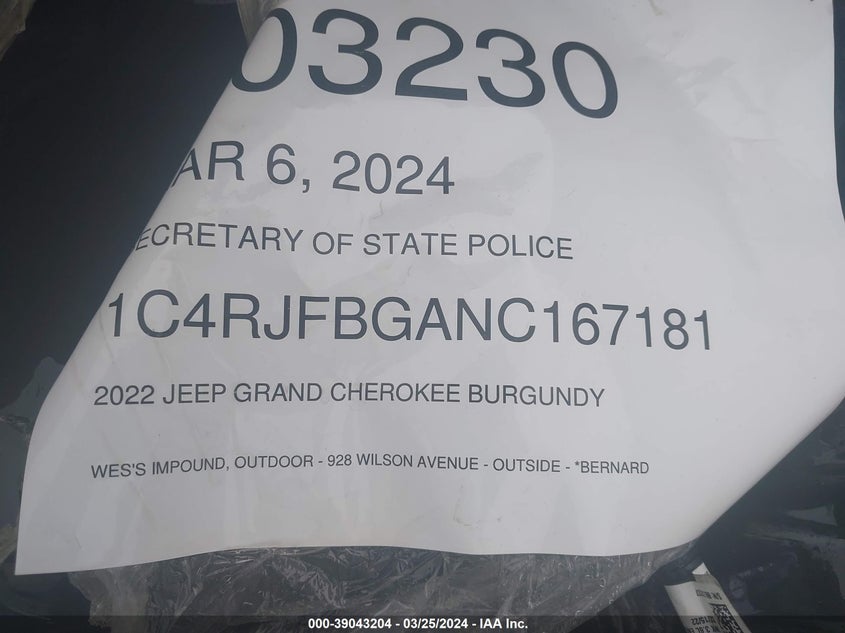 03230
AR 6, 2024
ECRETARY OF STATE POLICE
1C4RJFBGANC167181
2022 JEEP GRAND CHEROKEE BURGUNDY
WES'S IMPOUND, OUTDOOR - 928 WILSON AVENUE - OUTSIDE - *BERNARD
000-39043204 - 03/25/2024 - IAA Inc.